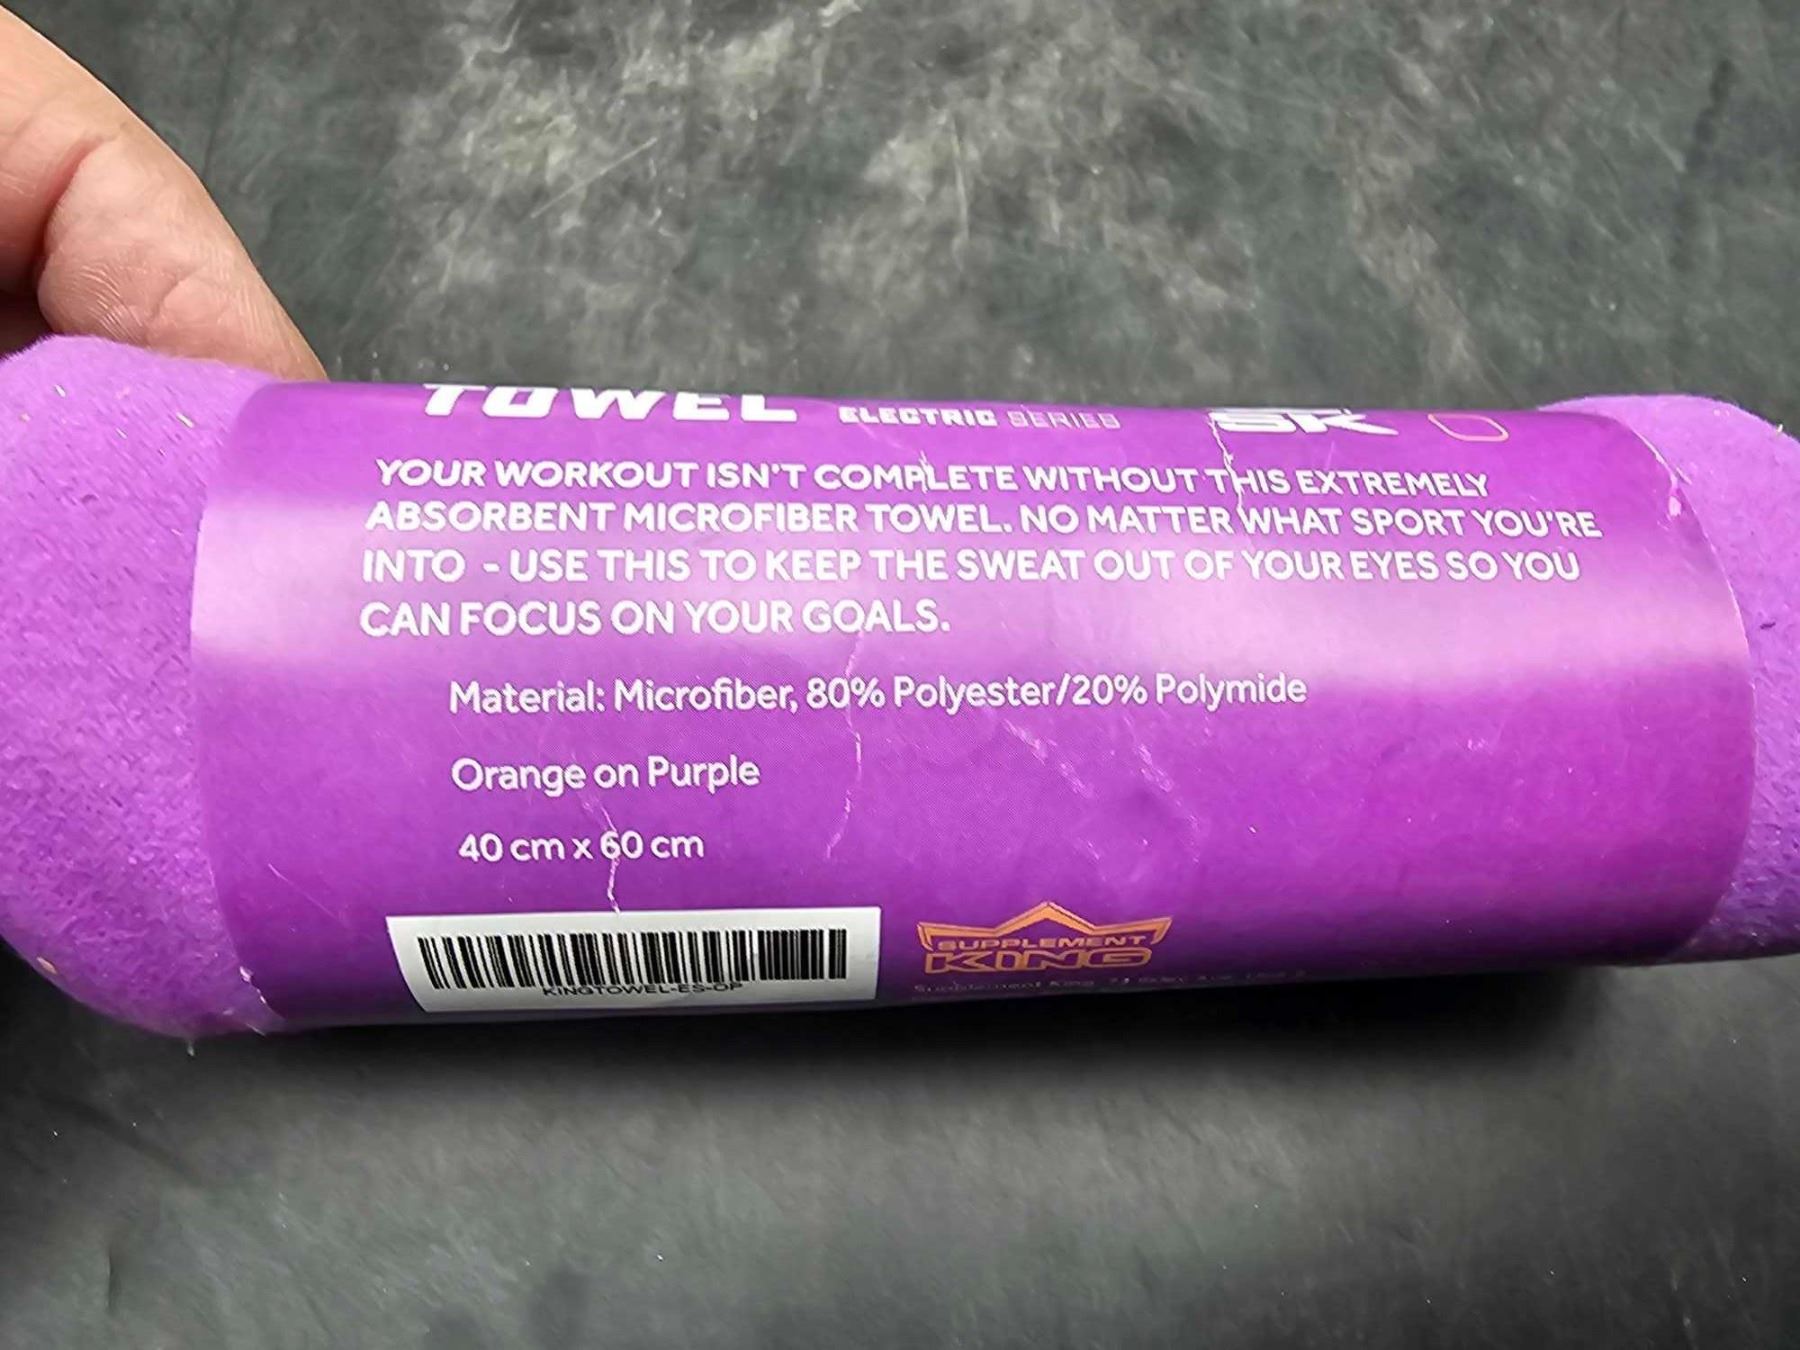 TOWEL ELECTRIC SERIES SK
YOUR WORKOUT ISN'T COMPLETE WITHOUT THIS EXTREMELY
ABSORBENT MICROFIBER TOWEL. NO MATTER WHAT SPORT YOU'RE
INTO - USE THIS TO KEEP THE SWEAT OUT OF YOUR EYES SO YOU
CAN FOCUS ON YOUR GOALS.
Material: Microfiber, 80% Polyester/20% Polymide
Orange on Purple
40 cm x 60 cm
KINGTOWEL-ES-OP
SUPPLEMENT
KING
Supplement King